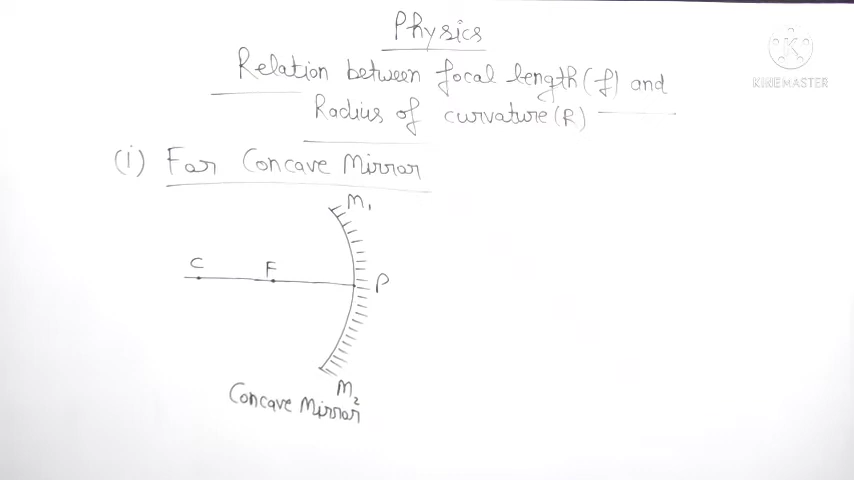 Physics
KINEMASTER
Relation between focal length (f) and
Radius of curvature (R)
(i) For Concave Mirror
M₁
C
F
P
M₂
Concave Mirror